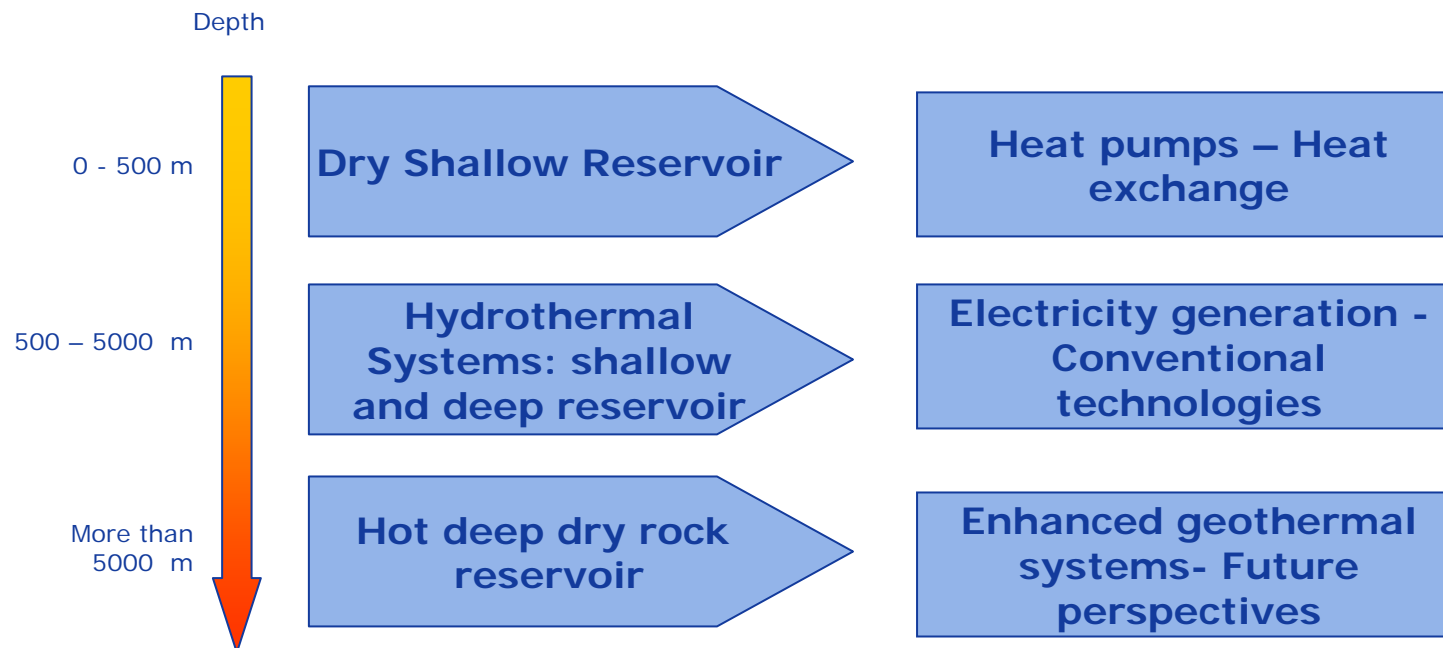 Depth
0 - 500 m
Dry Shallow Reservoir
Heat pumps – Heat
exchange
500 – 5000 m
Hydrothermal
Systems: shallow
and deep reservoir
Electricity generation -
Conventional
technologies
More than
5000 m
Hot deep dry rock
reservoir
Enhanced geothermal
systems- Future
perspectives